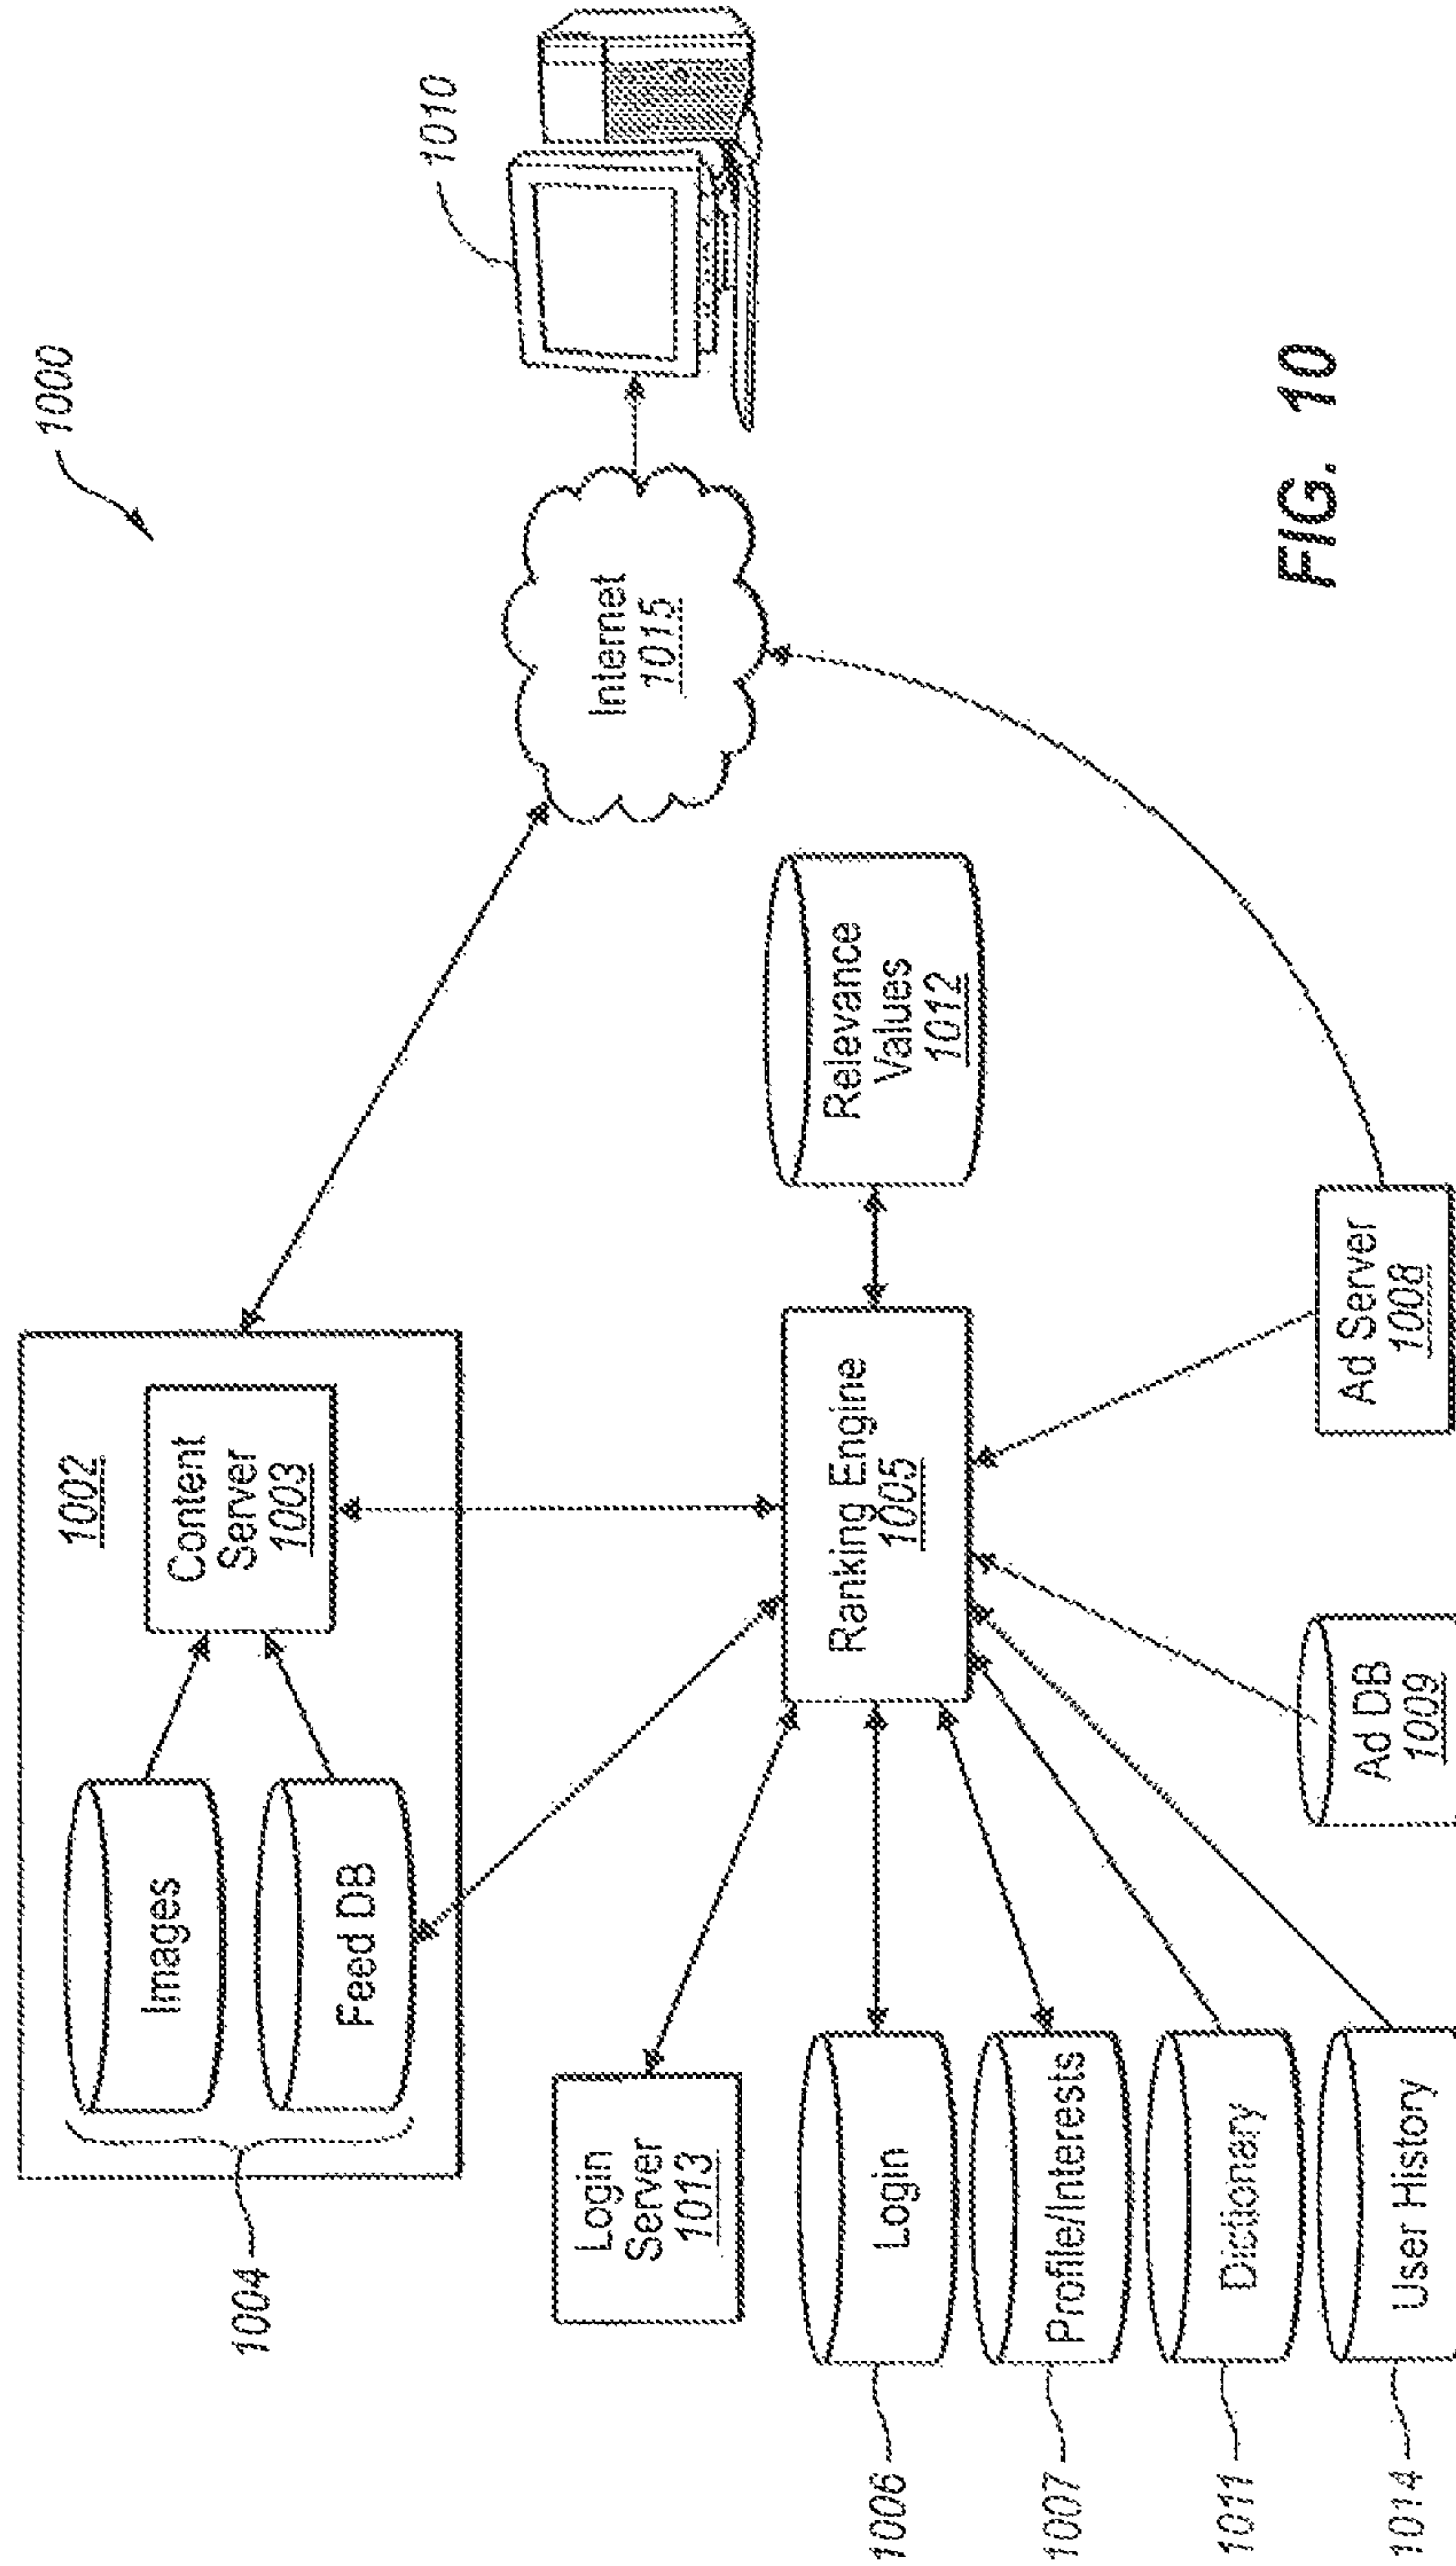 1000
1010
1002
Images
Feed DB
1004
Content
Server
1003
Internet
1015
Login
Server
1013
Ranking Engine
1005
Relevance
Values
1012
1006
Login
1007
Profile/Interests
1011
Dictionary
1014
User History
Ad DB
1009
Ad Server
1008
FIG. 10